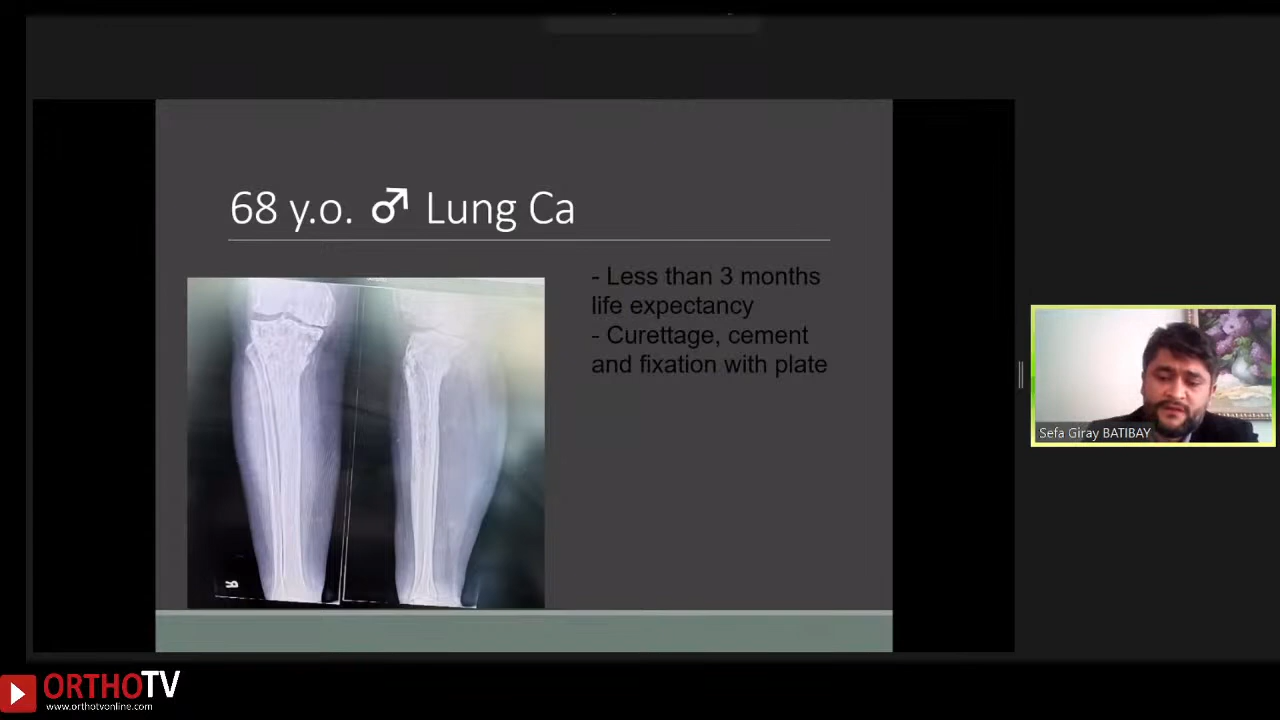 68 y.o. ♂ Lung Ca
- Less than 3 months
life expectancy
- Curettage, cement
and fixation with plate
R
Sefa Giray BATIBAY
ORTHOTV
www.orthotvonline.com